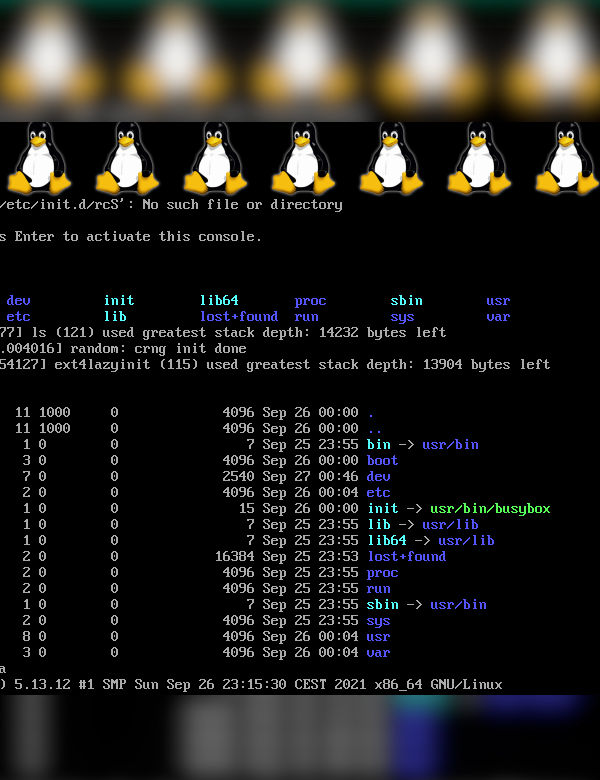 /etc/init.d/rcS': No such file or directory
s Enter to activate this console.
dev init lib64 proc sbin usr
etc lib lost+found run sys var
77] ls (121) used greatest stack depth: 14232 bytes left
.004016] random: crng init done
54127] ext4lazyinit (115) used greatest stack depth: 13904 bytes left
11 1000 0 4096 Sep 26 00:00 .
11 1000 0 4096 Sep 26 00:00 ..
1 0 0 7 Sep 25 23:55 bin -> usr/bin
3 0 0 4096 Sep 26 00:00 boot
7 0 0 2540 Sep 27 00:46 dev
2 0 0 4096 Sep 26 00:04 etc
1 0 0 15 Sep 26 00:00 init -> usr/bin/busybox
1 0 0 7 Sep 25 23:55 lib -> usr/lib
1 0 0 7 Sep 25 23:55 lib64 -> usr/lib
2 0 0 16384 Sep 25 23:53 lost+found
2 0 0 4096 Sep 25 23:55 proc
2 0 0 4096 Sep 25 23:55 run
1 0 0 7 Sep 25 23:55 sbin -> usr/bin
2 0 0 4096 Sep 25 23:55 sys
8 0 0 4096 Sep 26 00:04 usr
3 0 0 4096 Sep 26 00:04 var
a
) 5.13.12 #1 SMP Sun Sep 26 23:15:30 CEST 2021 x86_64 GNU/Linux